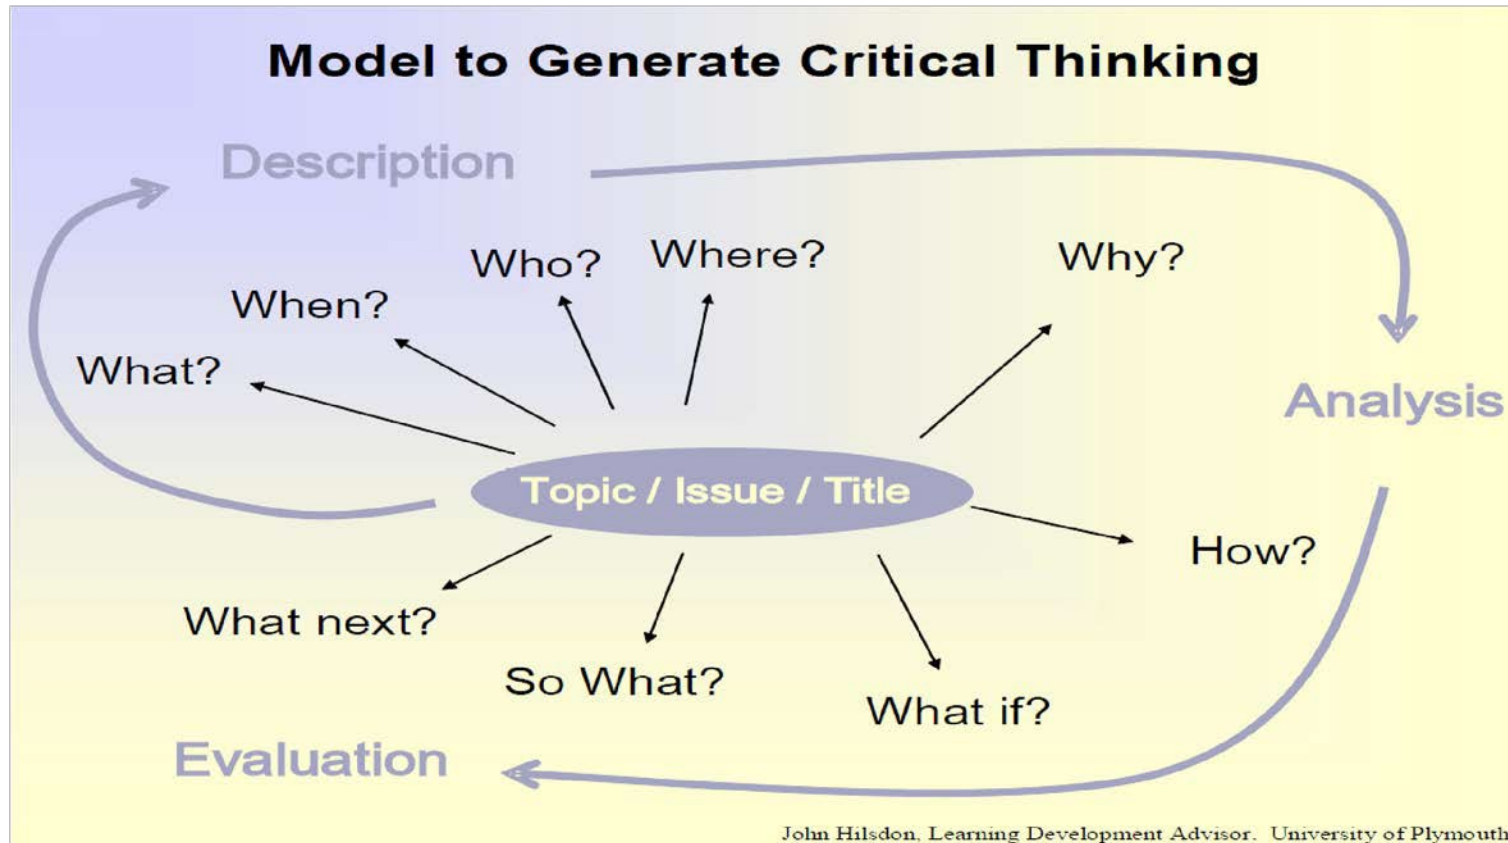 Model to Generate Critical Thinking
Description
Who?
Where?
Why?
When?
What?
Analysis
Topic / Issue / Title
How?
What next?
So What?
What if?
Evaluation
John Hilsdon, Learning Development Advisor. University of Plymouth